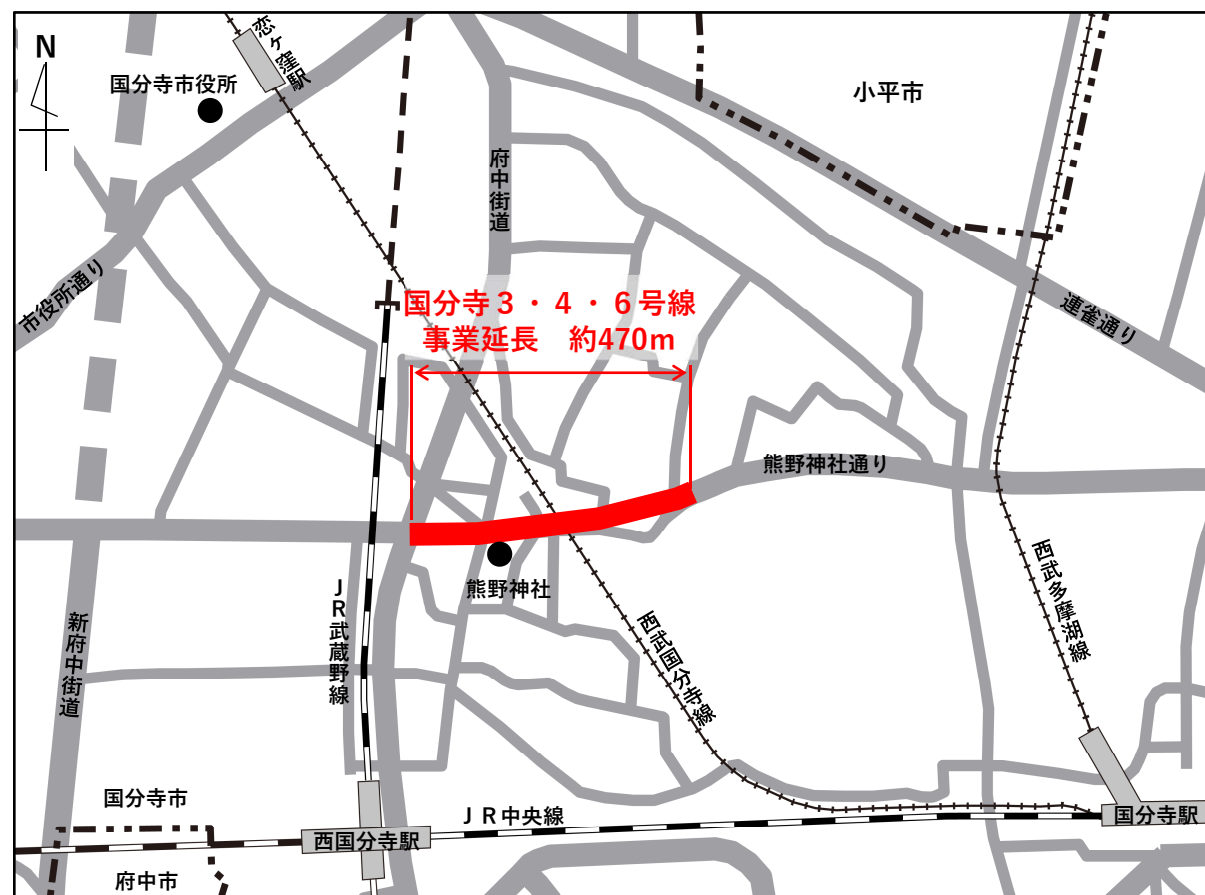 N
恋ヶ窪駅
国分寺市役所
小平市
府中街道
市役所通り
連雀通り
国分寺３・４・６号線
事業延長　約470m
熊野神社通り
熊野神社
ＪＲ武蔵野線
新府中街道
西武国分寺線
西武多摩湖線
国分寺市
府中市
西国分寺駅
ＪＲ中央線
国分寺駅